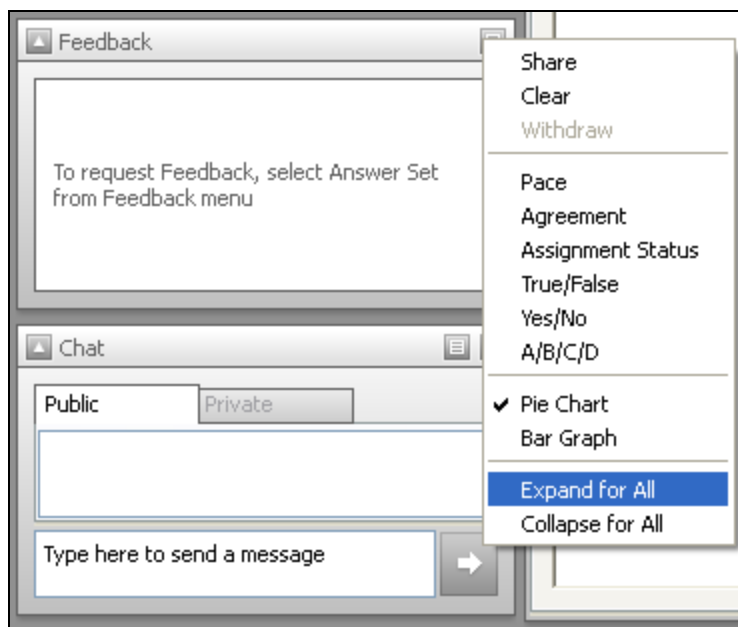 Feedback
To request Feedback, select Answer Set
from Feedback menu
Share
Clear
Withdraw
Pace
Agreement
Assignment Status
True/False
Yes/No
A/B/C/D
Pie Chart
Bar Graph
Expand for All
Collapse for All
Chat
Public
Private
Type here to send a message